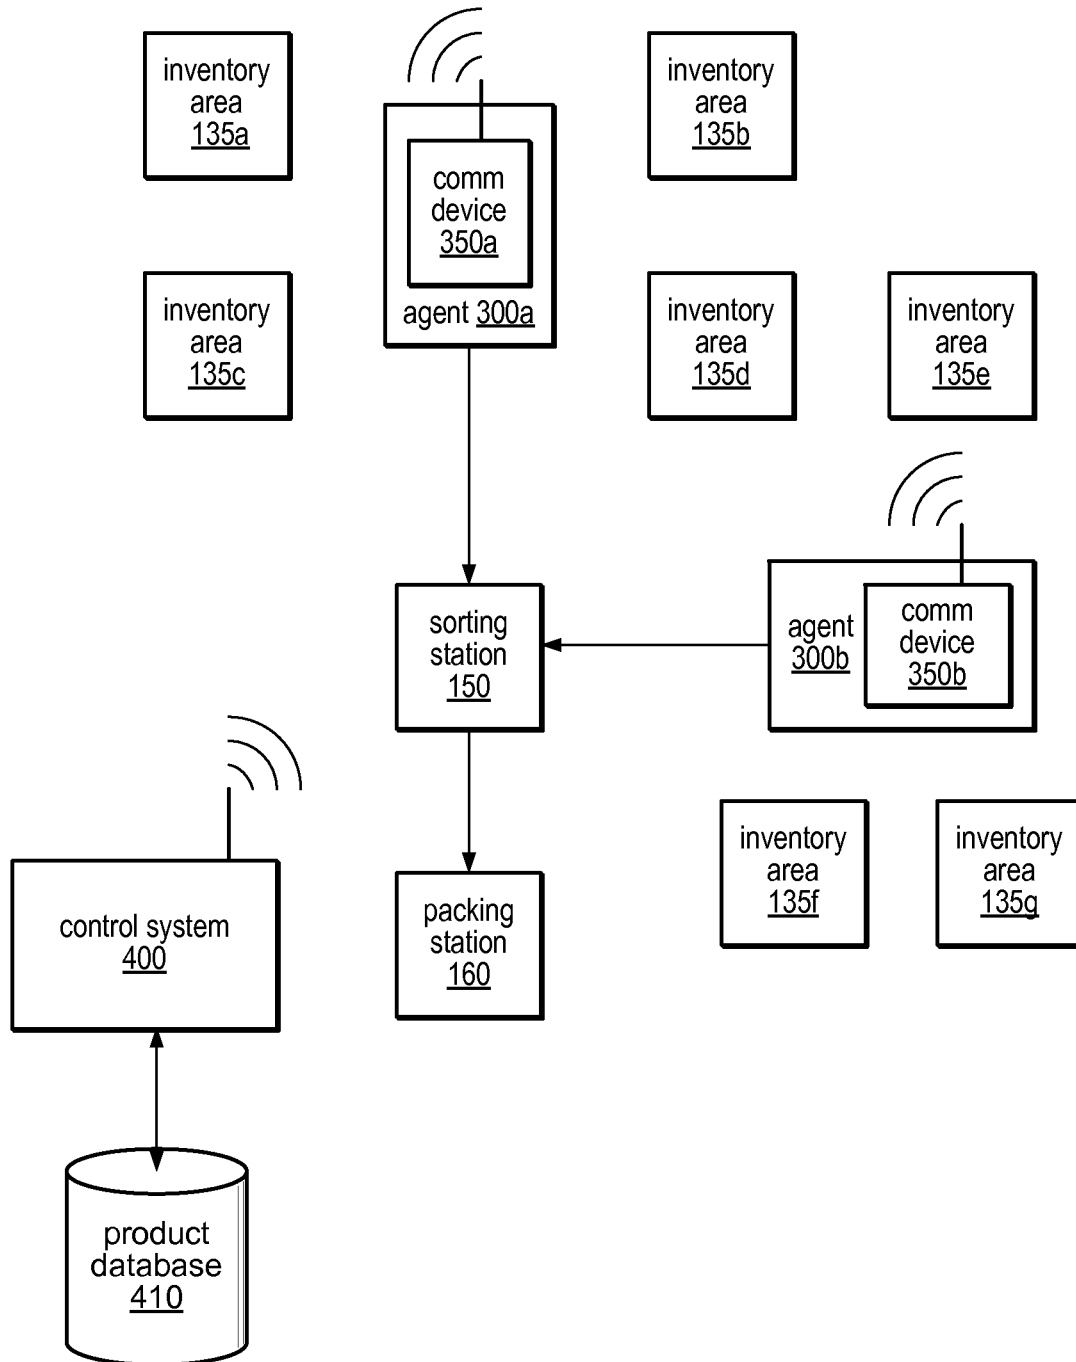 inventory
area
135a
comm
device
350a
agent 300a
inventory
area
135b
inventory
area
135c
inventory
area
135d
inventory
area
135e
sorting
station
150
agent
300b
comm
device
350b
control system
400
packing
station
160
inventory
area
135f
inventory
area
135g
product
database
410